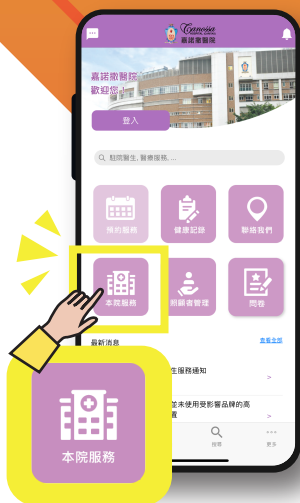 Canossa
嘉諾撒醫院
嘉諾撒醫院
歡迎您！
登入
駐院醫生, 醫療服務, ...
預約服務
健康記錄
聯絡我們
本院服務
照顧者管理
問卷
最新消息
查看全部
生服務通知
>
並未使用受影響品牌的高
置
>
搜尋
更多
本院服務